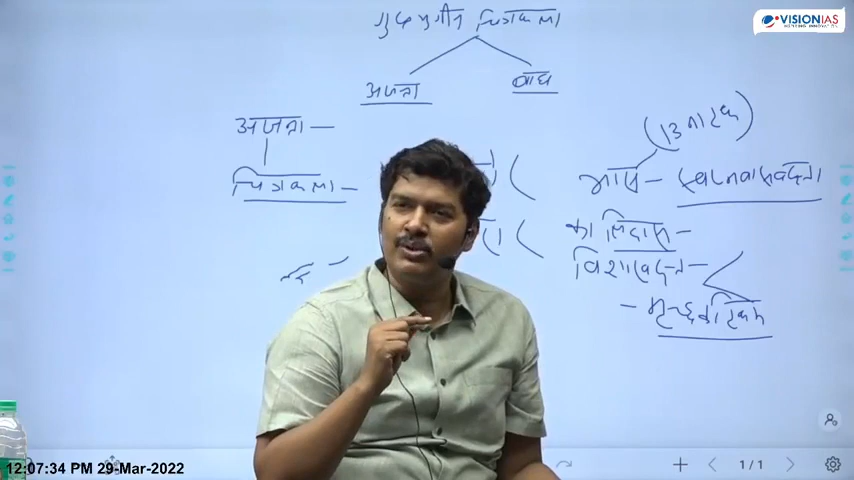 VISIONIAS
गुप्तयुगीन चित्रकला
अजन्ता
बाघ
अजन्ता —
चित्रकला —
(13 नाटक)
भास — स्वप्नवासवदत्ता
कालिदास —
विशाखदत्त —
— मृच्छकटिकम
12:07:34 PM 29-Mar-2022
1/1